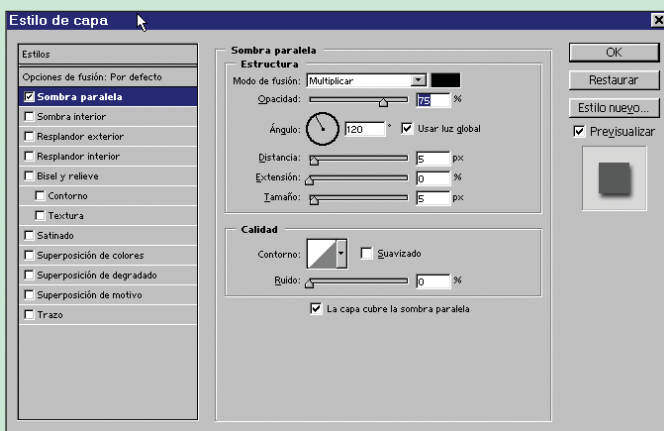 Estilo de capa
Estilos
Opciones de fusión: Por defecto
Sombra paralela
Sombra interior
Resplandor exterior
Resplandor interior
Bisel y relieve
Contorno
Textura
Satinado
Superposición de colores
Superposición de degradado
Superposición de motivo
Trazo
Sombra paralela
Estructura
Modo de fusión: Multiplicar
Opacidad: 75 %
Ángulo: 120 ° Usar luz global
Distancia: 5 px
Extensión: 0 %
Tamaño: 5 px
Calidad
Contorno: Suavizado
Ruido: 0 %
La capa cubre la sombra paralela
OK
Restaurar
Estilo nuevo...
Previsualizar